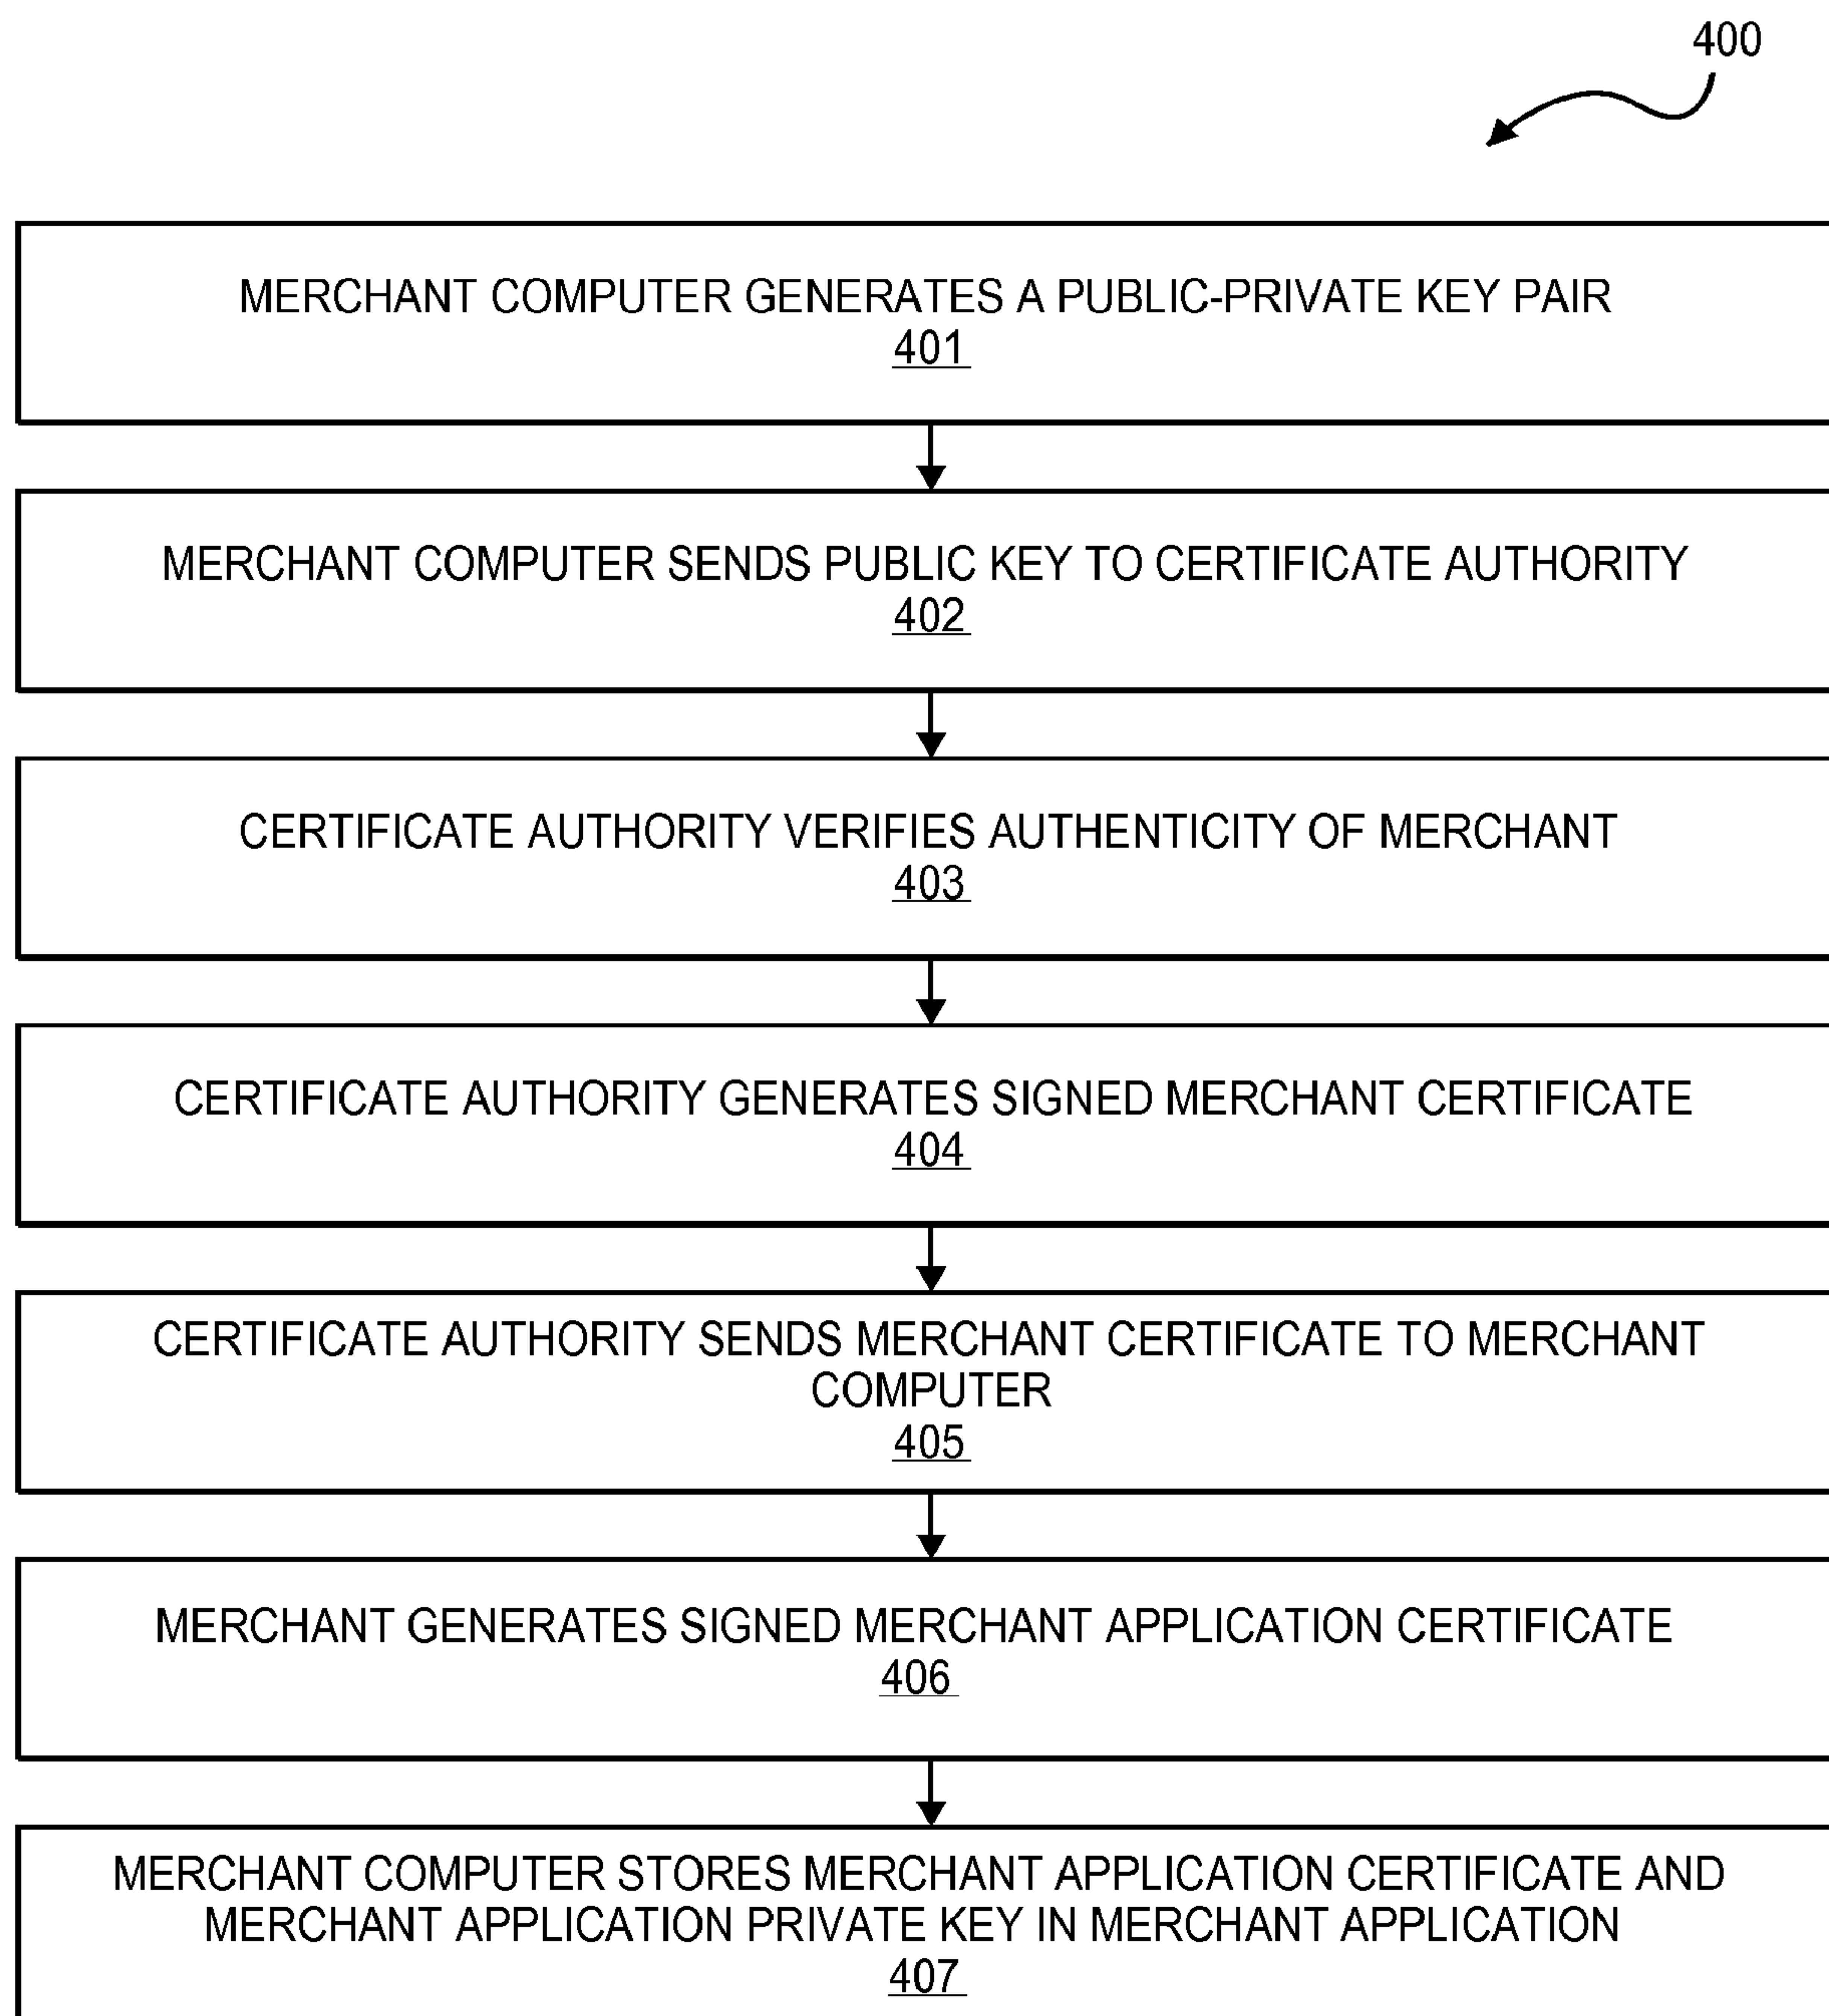 400
MERCHANT COMPUTER GENERATES A PUBLIC-PRIVATE KEY PAIR
401
MERCHANT COMPUTER SENDS PUBLIC KEY TO CERTIFICATE AUTHORITY
402
CERTIFICATE AUTHORITY VERIFIES AUTHENTICITY OF MERCHANT
403
CERTIFICATE AUTHORITY GENERATES SIGNED MERCHANT CERTIFICATE
404
CERTIFICATE AUTHORITY SENDS MERCHANT CERTIFICATE TO MERCHANT
COMPUTER
405
MERCHANT GENERATES SIGNED MERCHANT APPLICATION CERTIFICATE
406
MERCHANT COMPUTER STORES MERCHANT APPLICATION CERTIFICATE AND
MERCHANT APPLICATION PRIVATE KEY IN MERCHANT APPLICATION
407